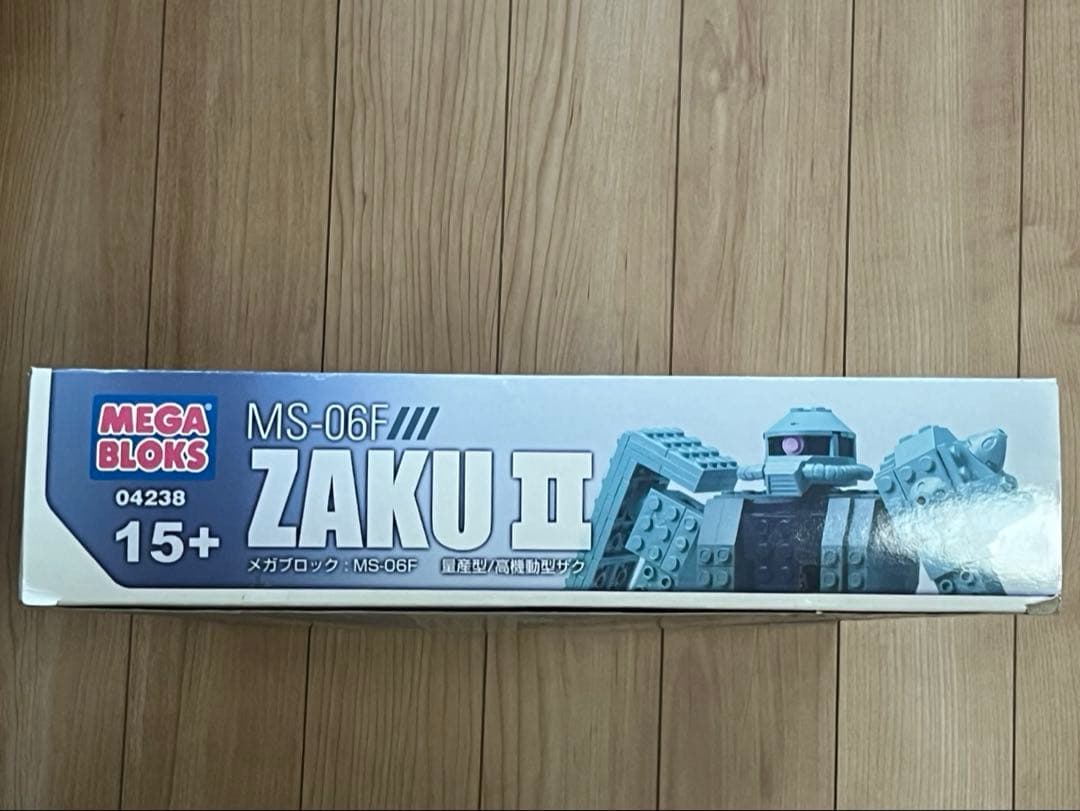 MEGA
BLOKS®
04238
15+
MS-06F///
ZAKU II
メガブロック：MS-06F　量産型/高機動型ザク